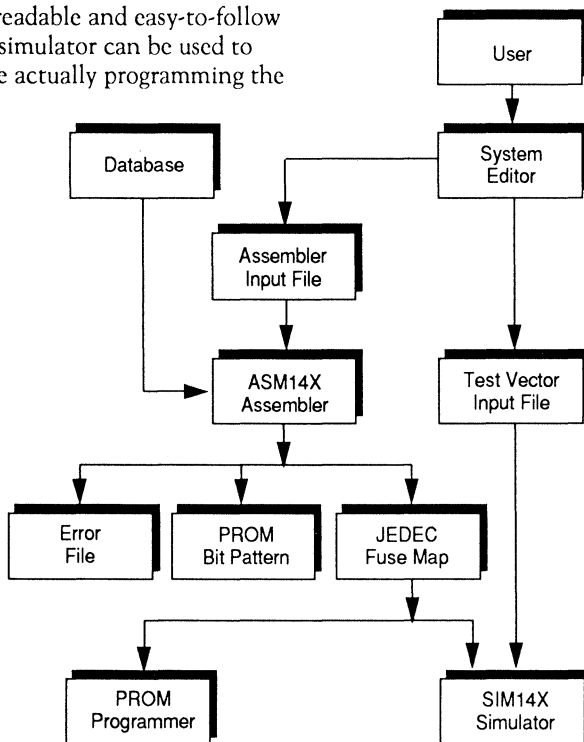 readable and easy-to-follow
simulator can be used to
e actually programming the
User
Database
System
Editor
Assembler
Input File
ASM14X
Assembler
Test Vector
Input File
Error
File
PROM
Bit Pattern
JEDEC
Fuse Map
PROM
Programmer
SIM14X
Simulator